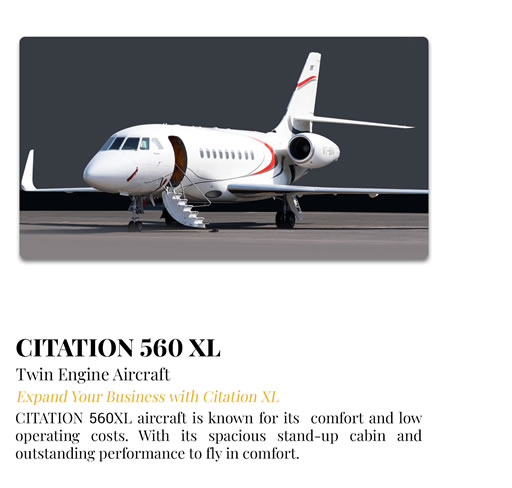 CITATION 560 XL
Twin Engine Aircraft
Expand Your Business with Citation XL
CITATION 560XL aircraft is known for its comfort and low
operating costs. With its spacious stand-up cabin and
outstanding performance to fly in comfort.